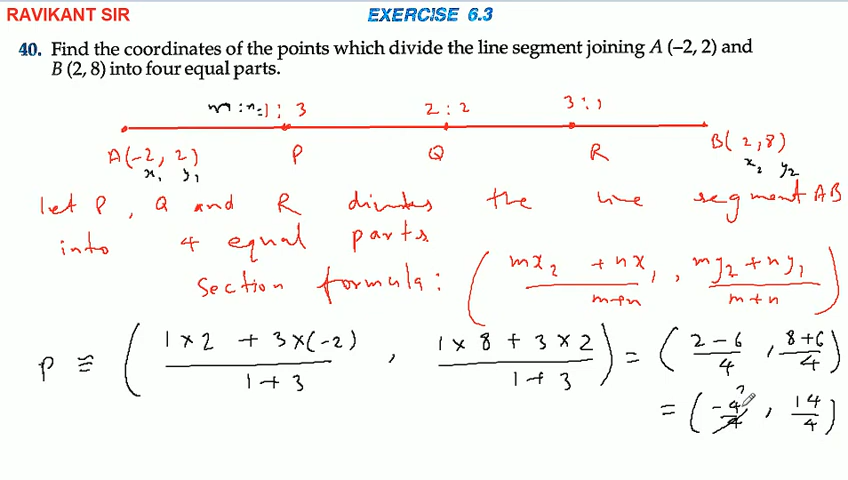 RAVIKANT SIR EXERCISE 6.3
40. Find the coordinates of the points which divide the line segment joining A (–2, 2) and
B (2, 8) into four equal parts.
m : n = 1 : 3 2 : 2 3 : 1
A(-2, 2) P Q R B(2,8)
x₁ y₁ x₂ y₂
let P, Q and R divides the line segment AB
into 4 equal parts
Section formula: ( mx₂ + nx₁ / m+n , my₂ + ny₁ / m+n )
P ≡ ( 1 × 2 + 3×(-2) / 1 + 3 , 1 × 8 + 3 × 2 / 1 + 3 ) = ( 2 - 6 / 4 , 8+6 / 4 )
= ( -4 / 4 , 14 / 4 )